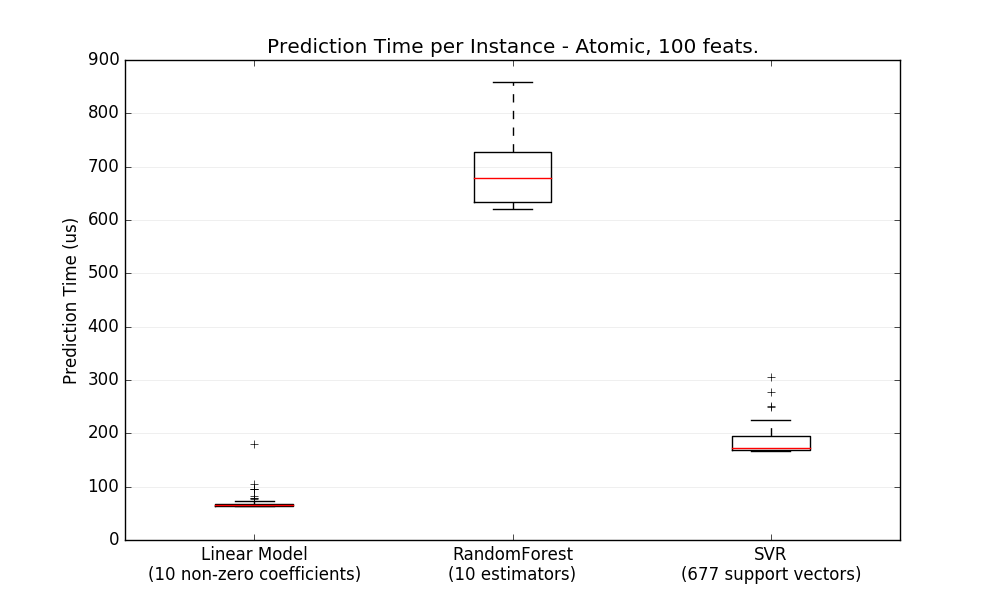 Prediction Time per Instance - Atomic, 100 feats.
900
800
700
600
500
400
300
200
100
0
Prediction Time (us)
Linear Model
(10 non-zero coefficients)
RandomForest
(10 estimators)
SVR
(677 support vectors)